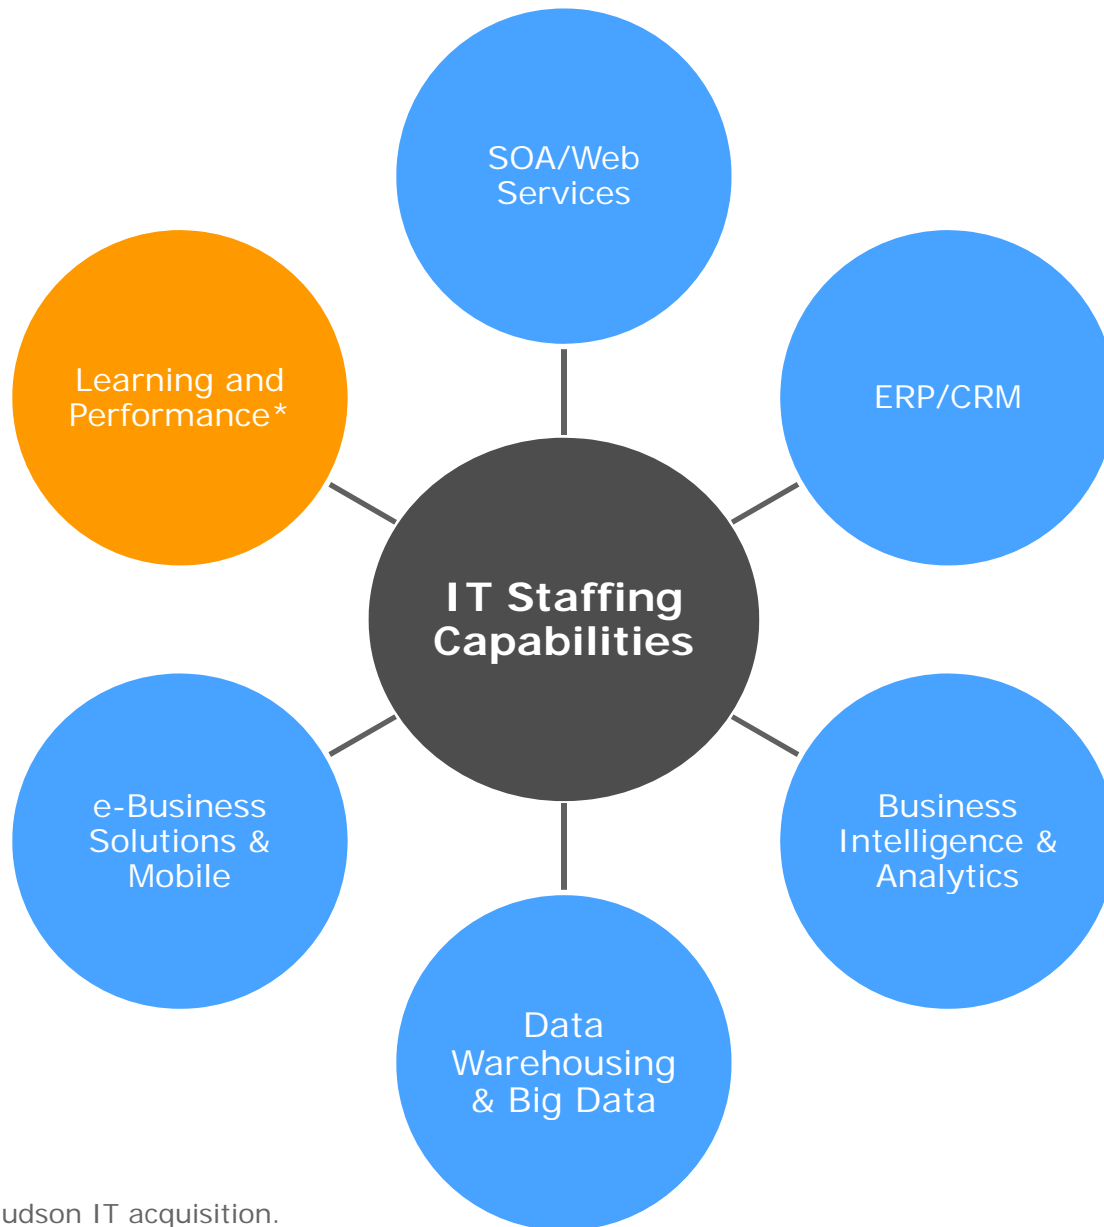 SOA/Web
Services
Learning and
Performance*
ERP/CRM
IT Staffing
Capabilities
e-Business
Solutions &
Mobile
Business
Intelligence &
Analytics
Data
Warehousing
& Big Data
IT acquisition.